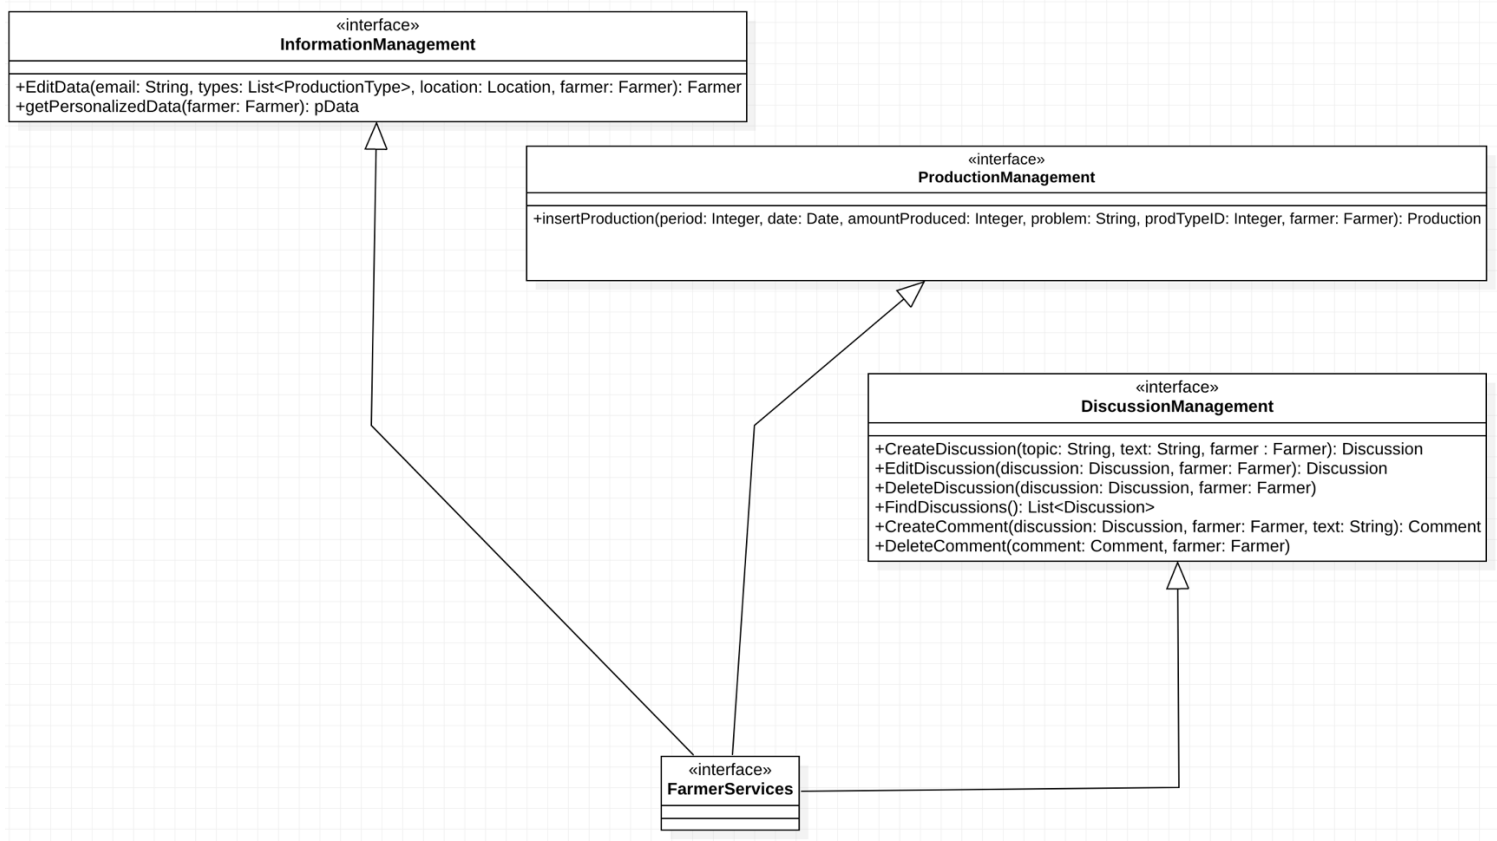 «interface»
InformationManagement
+EditData(email: String, types: List<ProductionType>, location: Location, farmer: Farmer): Farmer
+getPersonalizedData(farmer: Farmer): pData
«interface»
ProductionManagement
+insertProduction(period: Integer, date: Date, amountProduced: Integer, problem: String, prodTypeID: Integer, farmer: Farmer): Production
«interface»
DiscussionManagement
+CreateDiscussion(topic: String, text: String, farmer : Farmer): Discussion
+EditDiscussion(discussion: Discussion, farmer: Farmer): Discussion
+DeleteDiscussion(discussion: Discussion, farmer: Farmer)
+FindDiscussions(): List<Discussion>
+CreateComment(discussion: Discussion, farmer: Farmer, text: String): Comment
+DeleteComment(comment: Comment, farmer: Farmer)
«interface»
FarmerServices